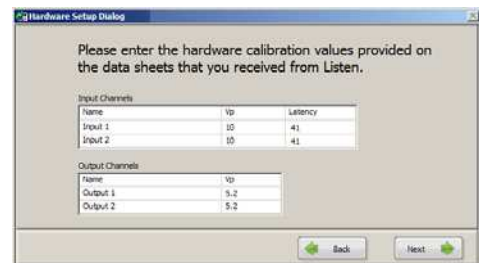 Hardware Setup Dialog
Please enter the hardware calibration values provided on
the data sheets that you received from Listen.
Input Channels
Name Vp Latency
Input 1 10 41
Input 2 10 41
Output Channels
Name Vp
Output 1 5.2
Output 2 5.2
Back Next